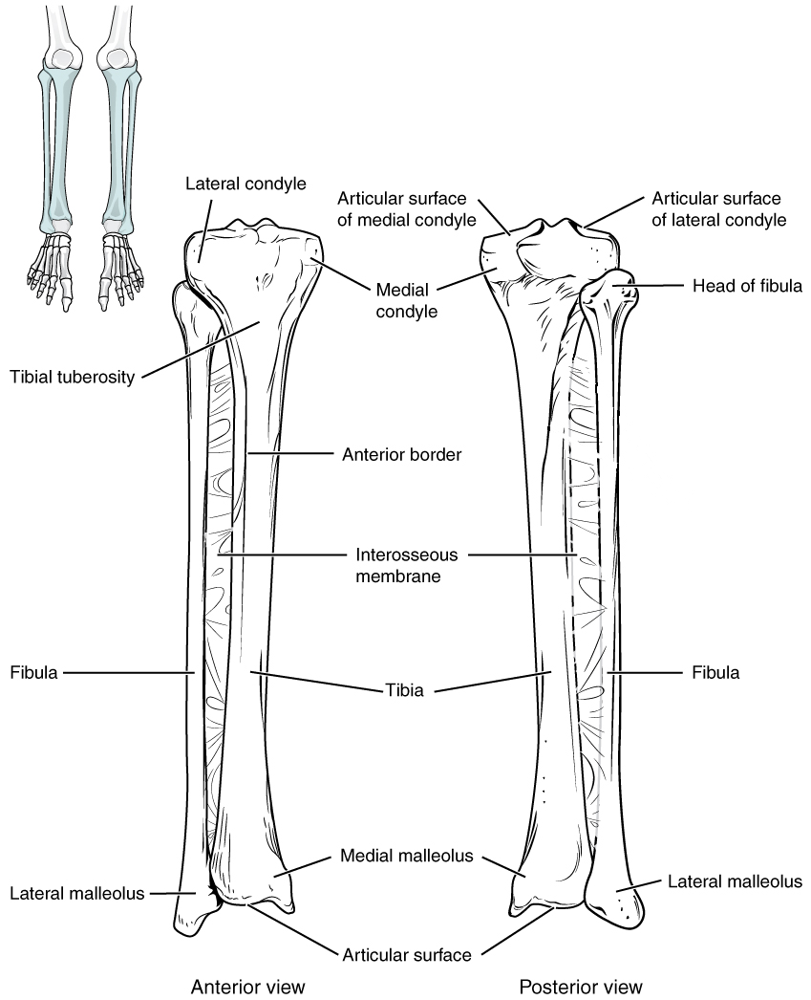 Lateral condyle
Articular surface
of medial condyle
Articular surface
of lateral condyle
Medial
condyle
Head of fibula
Tibial tuberosity
Anterior border
Interosseous
membrane
Fibula
Tibia
Fibula
Medial malleolus
Lateral malleolus
Lateral malleolus
Articular surface
Anterior view
Posterior view